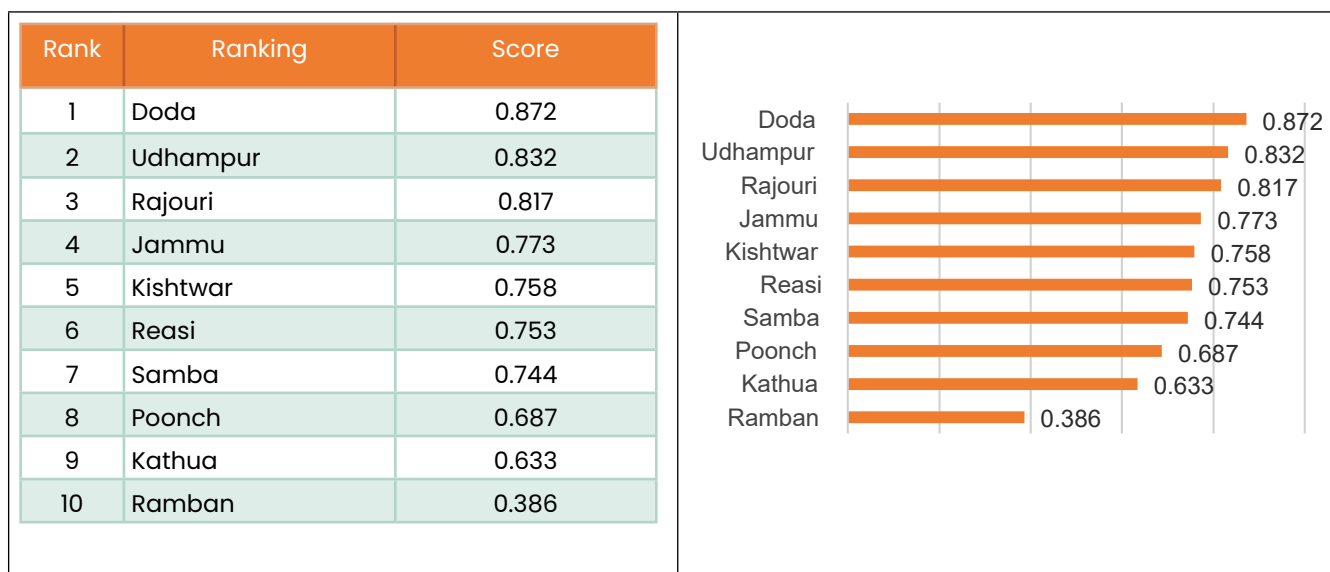 Rank Ranking Score
1 Doda 0.872
2 Udhampur 0.832
3 Rajouri 0.817
4 Jammu 0.773
5 Kishtwar 0.758
6 Reasi 0.753
7 Samba 0.744
8 Poonch 0.687
9 Kathua 0.633
10 Ramban 0.386
Doda 0.872
Udhampur 0.832
Rajouri 0.817
Jammu 0.773
Kishtwar 0.758
Reasi 0.753
Samba 0.744
Poonch 0.687
Kathua 0.633
Ramban 0.386